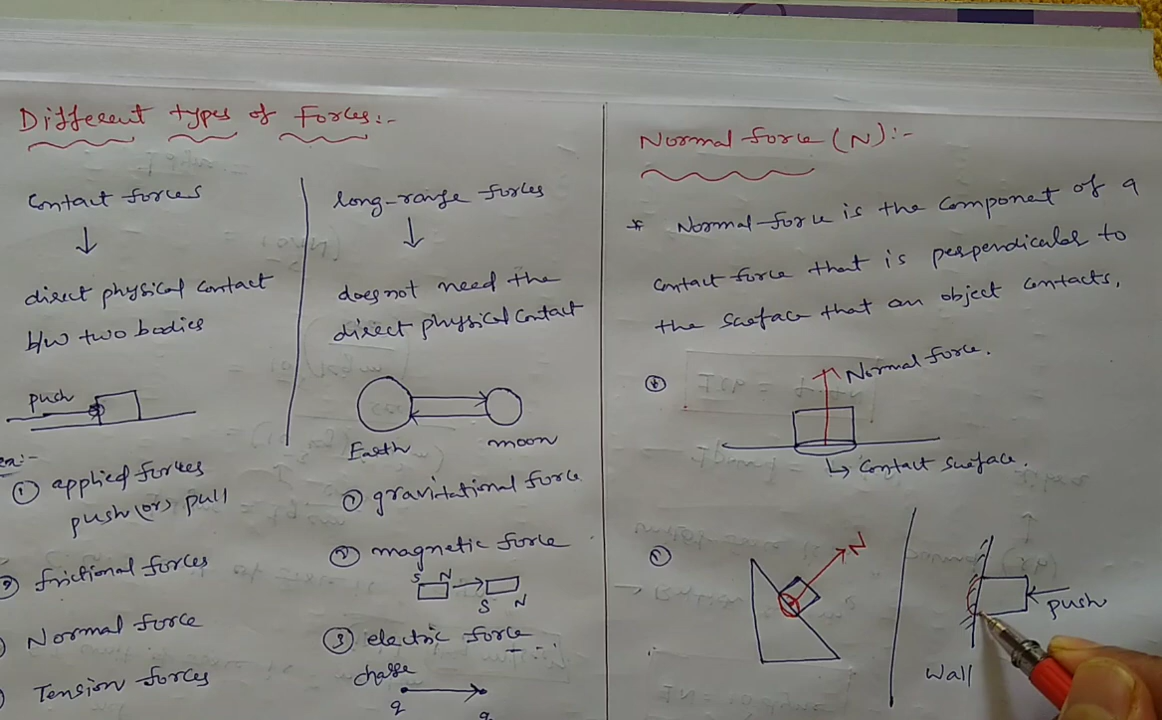 Different types of Forces:-
Contact forces
↓
direct physical contact
b/w two bodies
push
ex:-
① applied forces
push (or) pull
② frictional forces
Normal force
Tension forces
long-range forces
↓
does not need the
direct physical contact
Earth moon
① gravitational force
② magnetic force
S N → S N
③ electric force
charge
q q
Normal force (N):-
* Normal force is the component of a
contact force that is perpendicular to
the surface that an object contacts.
Normal force.
↳ Contact surface.
N
push
Wall